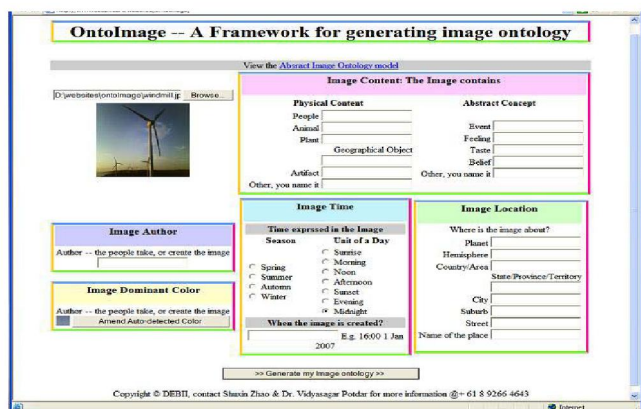 OntoImage -- A Framework for generating image ontology
View the Abstract Image Ontology model
D:\websites\ontoImage\windmill.jp Browse...
Image Content: The Image contains
Physical Content
People
Animal
Plant
Geographical Object
Artifact
Other, you name it
Abstract Concept
Event
Feeling
Taste
Belief
Other, you name it
Image Author
Author -- the people take, or create the image
Image Dominant Color
Author -- the people take, or create the image
Amend Auto-detected Color
Image Time
Time exprssed in the Image
Season
Spring
Summer
Autumn
Winter
Unit of a Day
Sunrise
Morning
Noon
Afternoon
Sunset
Evening
Midnight
When the image is created?
E.g. 16:00 1 Jan
2007
Image Location
Where is the image about?
Planet
Hemisphere
Country/Area
State/Province/Territory
City
Suburb
Street
Name of the place
>> Generate my Image ontology >>
Copyright © DEBII, contact Shuxin Zhao & Dr. Vidyasagar Potdar for more information @+ 61 8 9266 4643
Internet